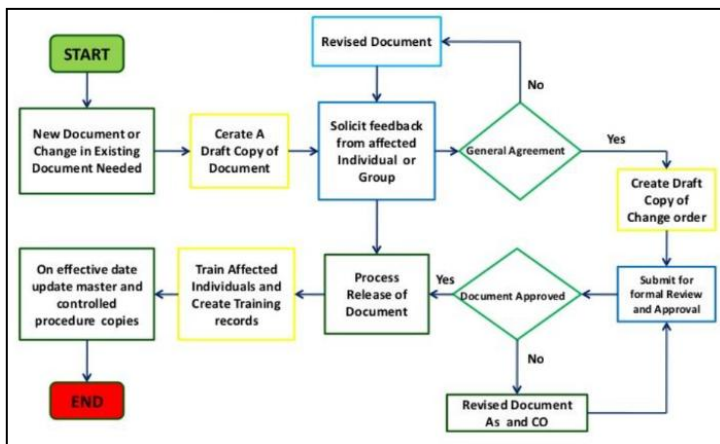 START
New Document or
Change in Existing
Document Needed
Cerate A
Draft Copy of
Document
Revised Document
Solicit feedback
from affected
Individual or
Group
General Agreement
No
Yes
Create Draft
Copy of
Change order
Submit for
formal Review
and Approval
Document Approved
Yes
No
Revised Document
As and CO
Process
Release of
Document
Train Affected
Individuals and
Create Training
records
On effective date
update master and
controlled
procedure copies
END